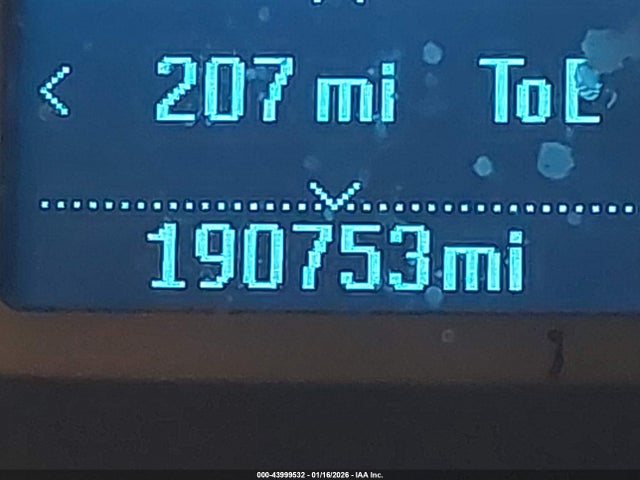 < 207 mi ToE
190753mi
000-43999532 - 01/16/2026 - IAA Inc.